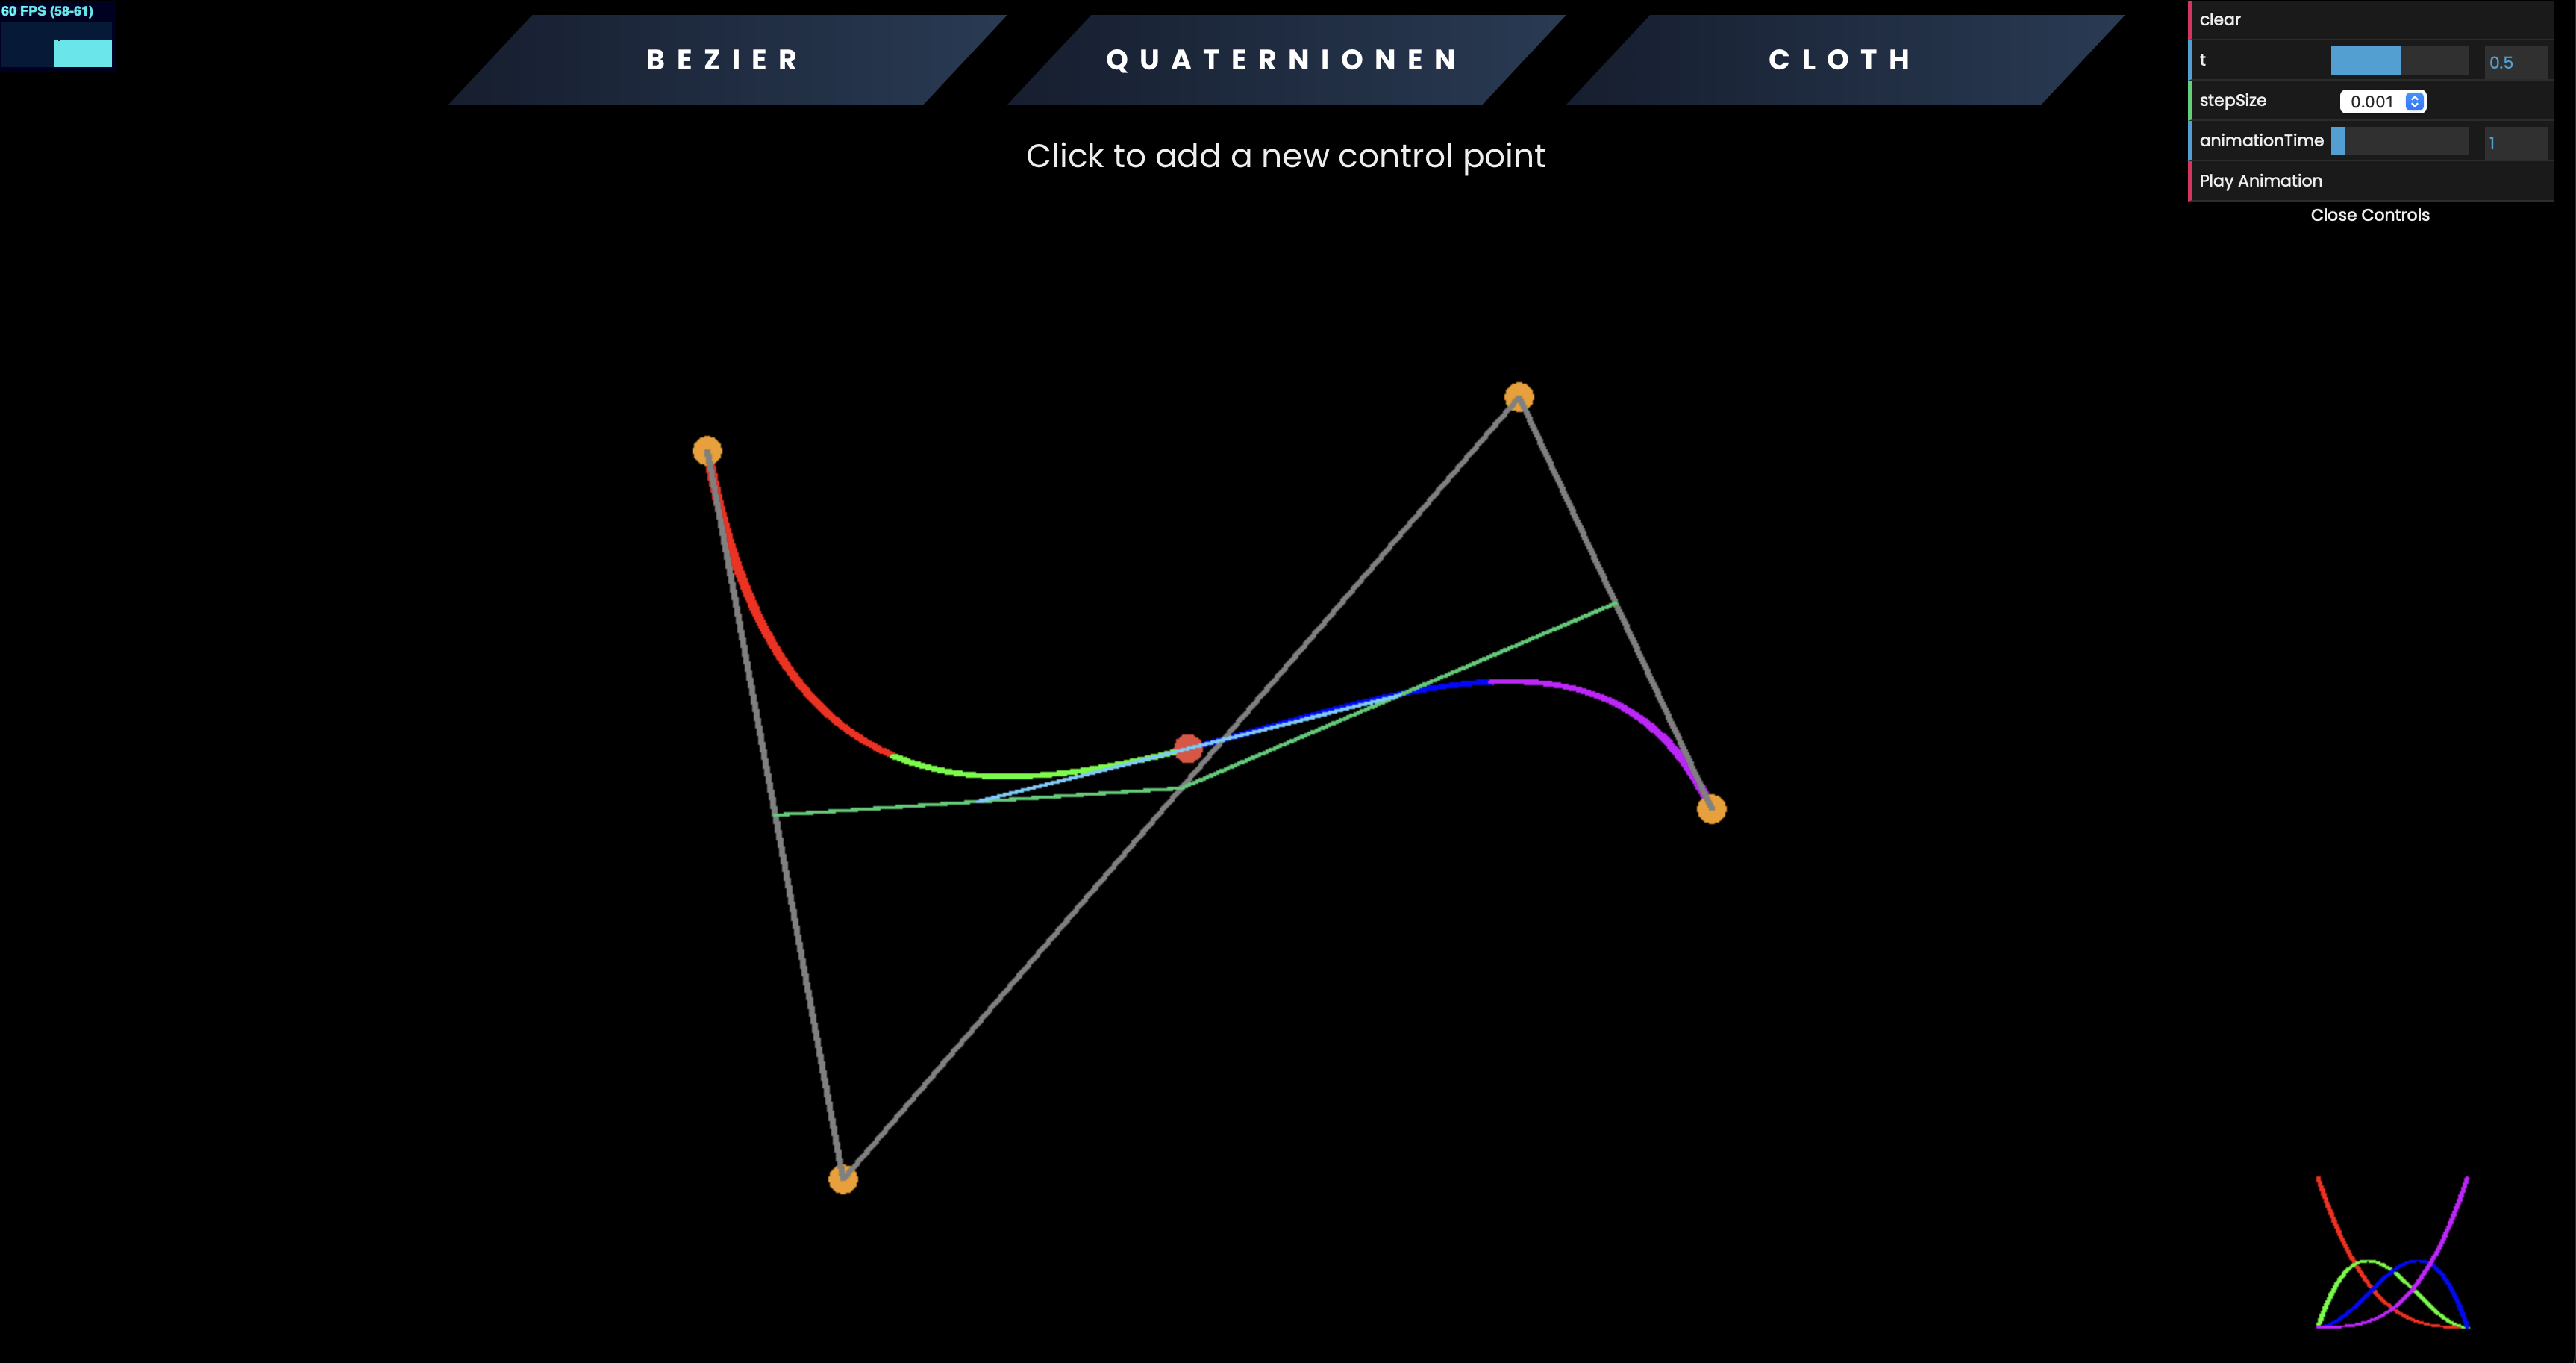 60 FPS (58-61)
BEZIER
QUATERNIONEN
CLOTH
Click to add a new control point
clear
t 0.5
stepSize 0.001
animationTime 1
Play Animation
Close Controls